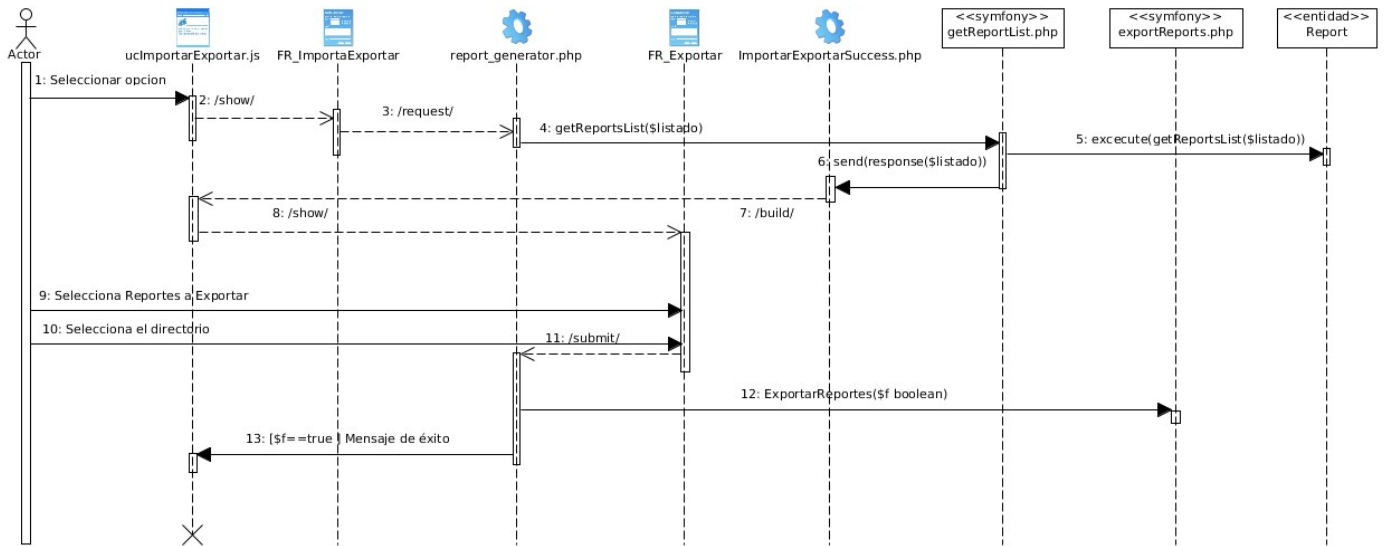 <<symfony>>
<<symfony>>
<<entidad>>
getReportList.php
exportReports.php
Report
Actor
ucImportarExportar.js
FR_ImportaExportar
report_generator.php
FR_Exportar
ImportarExportarSuccess.php
1: Seleccionar opcion
2: /show/
3: /request/
4: getReportsList($listado)
5: excecute(getReportsList($listado))
6: send(response($listado))
7: /build/
8: /show/
9: Selecciona Reportes a Exportar
10: Selecciona el directorio
11: /submit/
12: ExportarReportes($f boolean)
13: [$f==true ] Mensaje de éxito